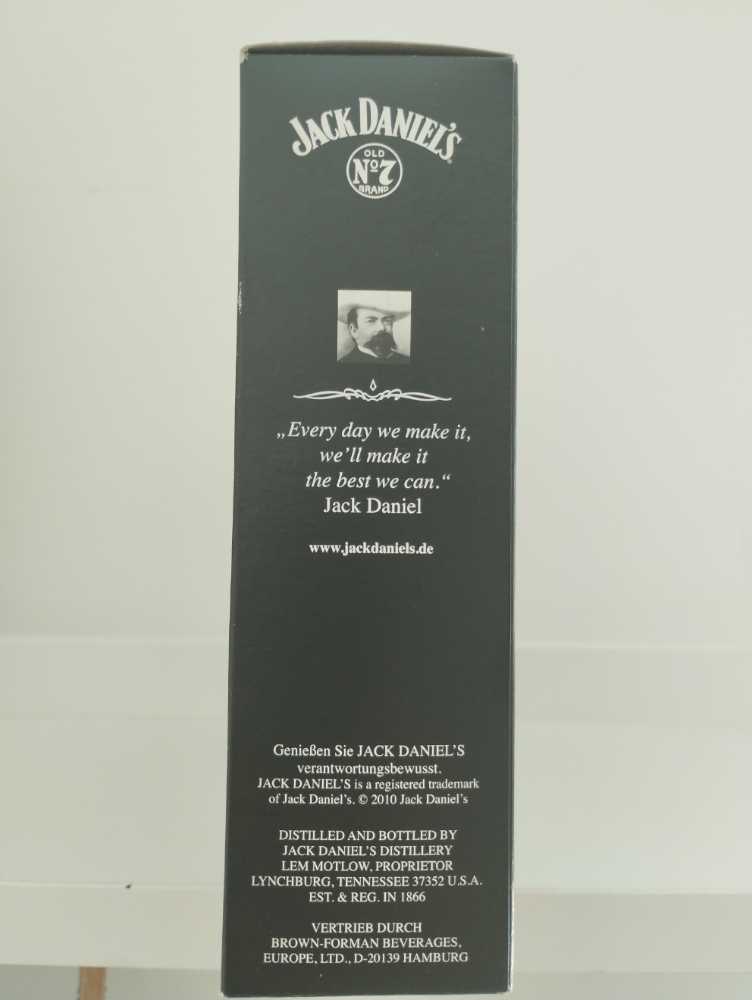 JACK DANIEL'S
OLD
Nº7
BRAND
„Every day we make it,
we'll make it
the best we can.“
Jack Daniel
www.jackdaniels.de
Genießen Sie JACK DANIEL'S
verantwortungsbewusst.
JACK DANIEL'S is a registered trademark
of Jack Daniel's. © 2010 Jack Daniel's
DISTILLED AND BOTTLED BY
JACK DANIEL'S DISTILLERY
LEM MOTLOW, PROPRIETOR
LYNCHBURG, TENNESSEE 37352 U.S.A.
EST. & REG. IN 1866
VERTRIEB DURCH
BROWN-FORMAN BEVERAGES,
EUROPE, LTD., D-20139 HAMBURG